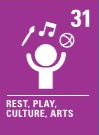 31
REST, PLAY,
CULTURE, ARTS